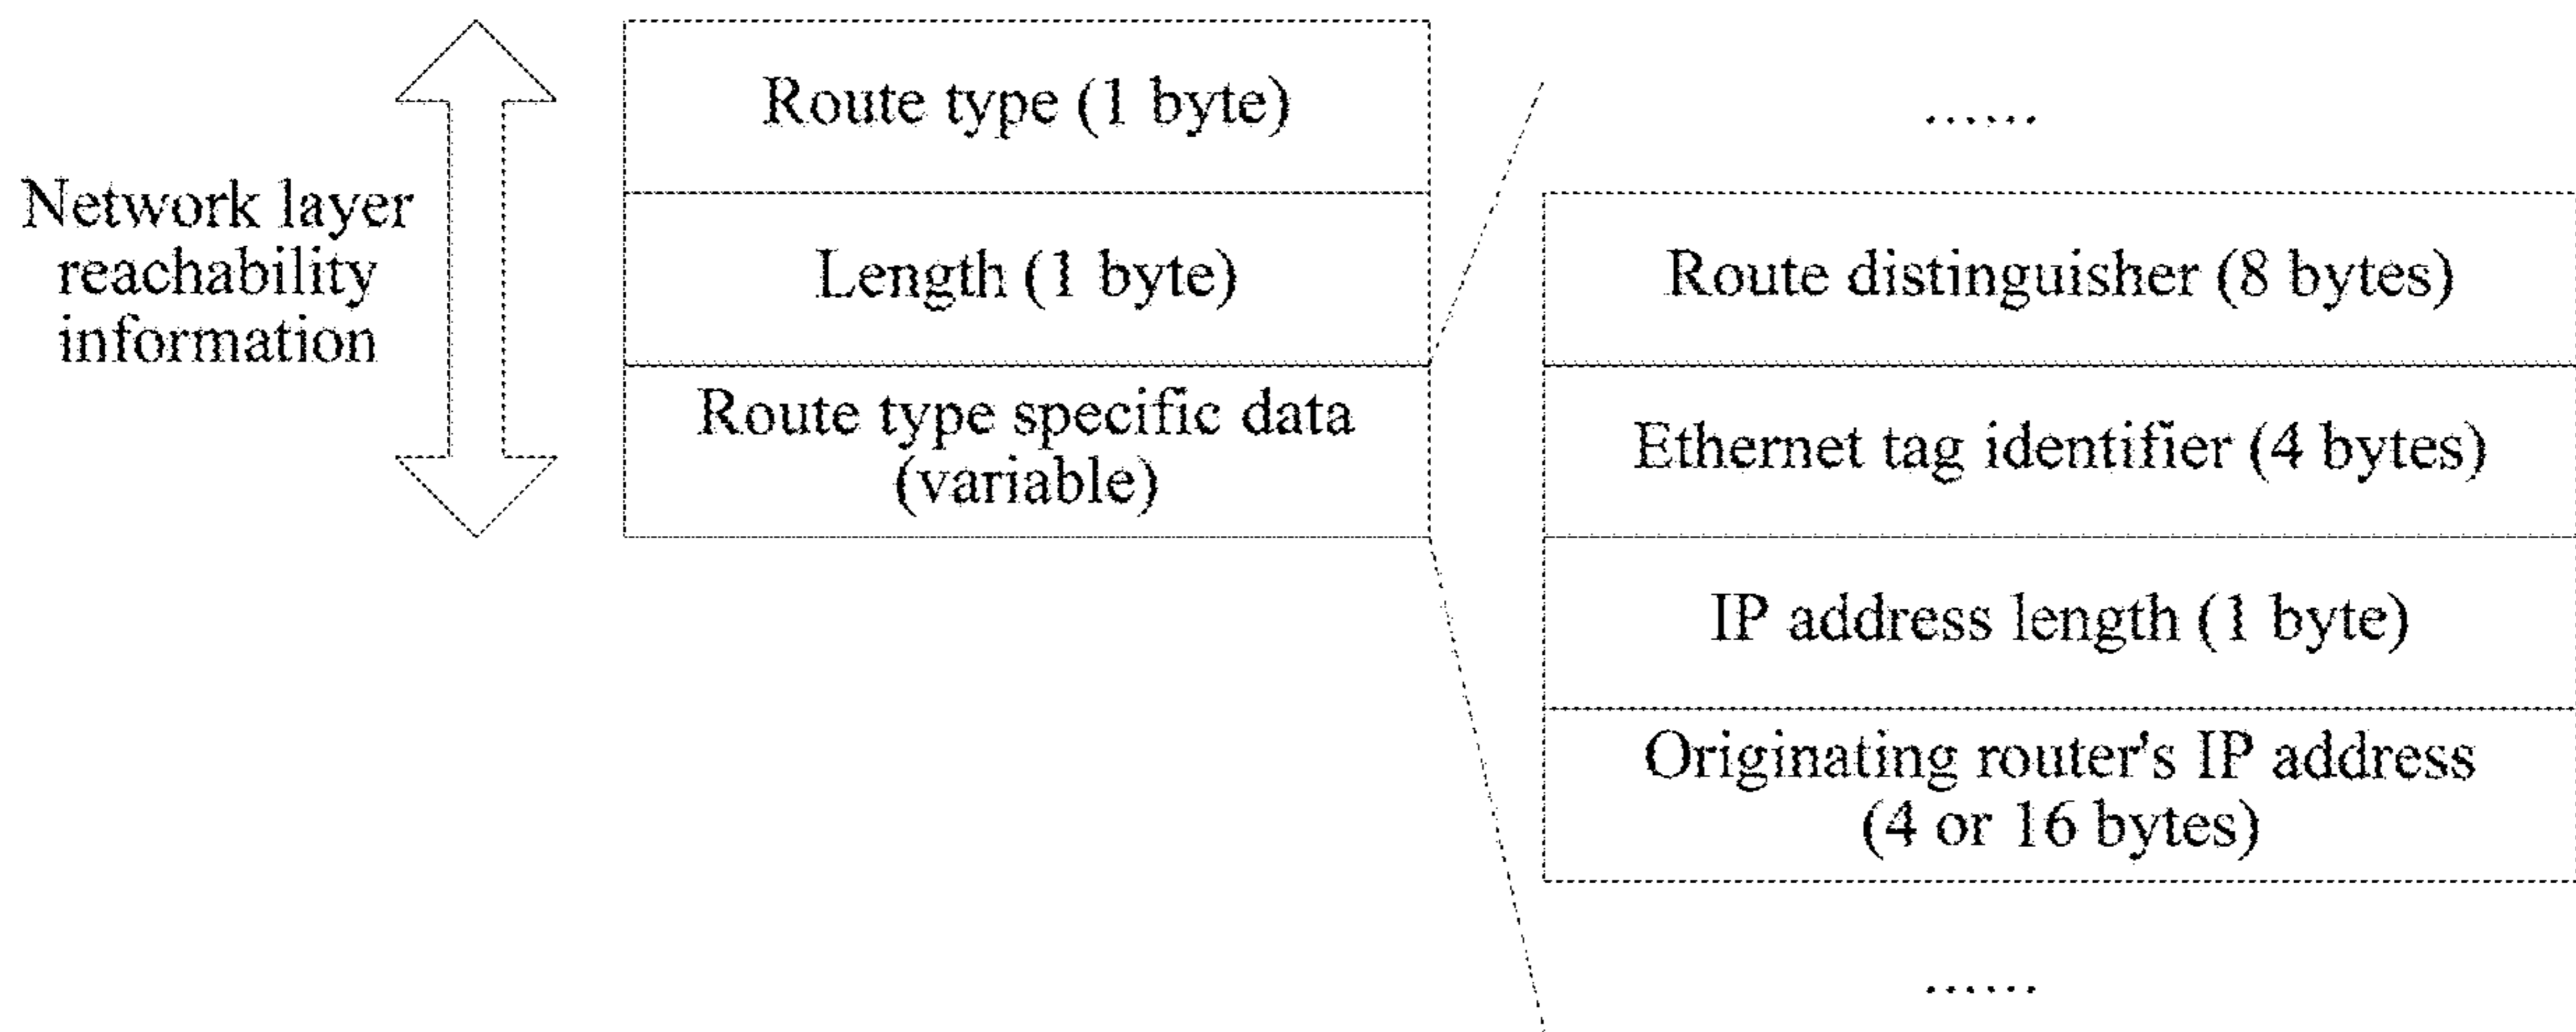 Network layer
reachability
information
Route type (1 byte)
Length (1 byte)
Route type specific data
(variable)
......
Route distinguisher (8 bytes)
Ethernet tag identifier (4 bytes)
IP address length (1 byte)
Originating router's IP address
(4 or 16 bytes)
......